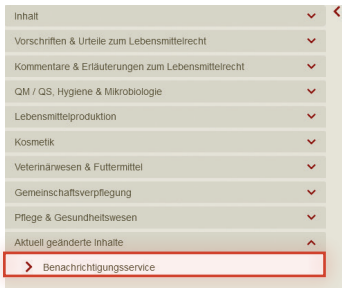 Inhalt
Vorschriften & Urteile zum Lebensmittelrecht
Kommentare & Erläuterungen zum Lebensmittelrecht
QM / QS, Hygiene & Mikrobiologie
Lebensmittelproduktion
Kosmetik
Veterinärwesen & Futtermittel
Gemeinschaftsverpflegung
Pflege & Gesundheitswesen
Aktuell geänderte Inhalte
Benachrichtigungsservice